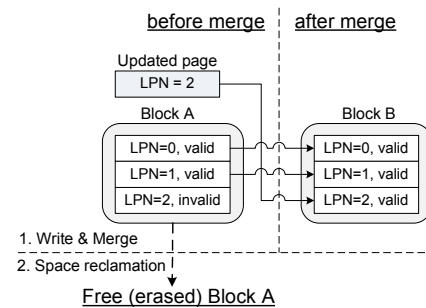 before merge
after merge
Updated page
LPN = 2
Block A
Block B
LPN=0, valid
LPN=0, valid
LPN=1, valid
LPN=1, valid
LPN=2, invalid
LPN=2, valid
1. Write & Merge
2. Space reclamation
Free (erased) Block A